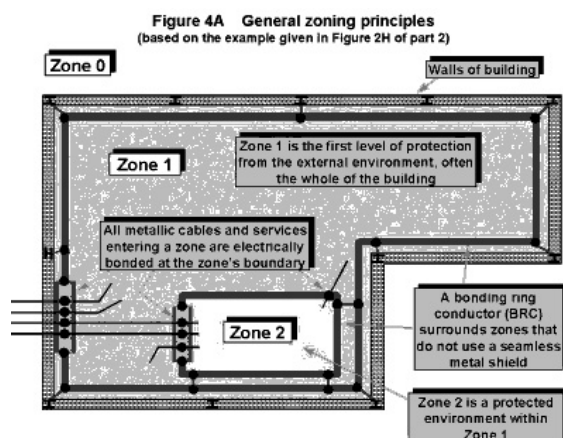 Figure 4A General zoning principles
(based on the example given in Figure 2H of part 2)
Zone 0
Walls of building
Zone 1
Zone 1 is the first level of protection
from the external environment, often
the whole of the building
All metallic cables and services
entering a zone are electrically
bonded at the zone's boundary
Zone 2
A bonding ring
conductor (BRC)
surrounds zones that
do not use a seamless
metal shield
Zone 2 is a protected
environment within
Zone 1